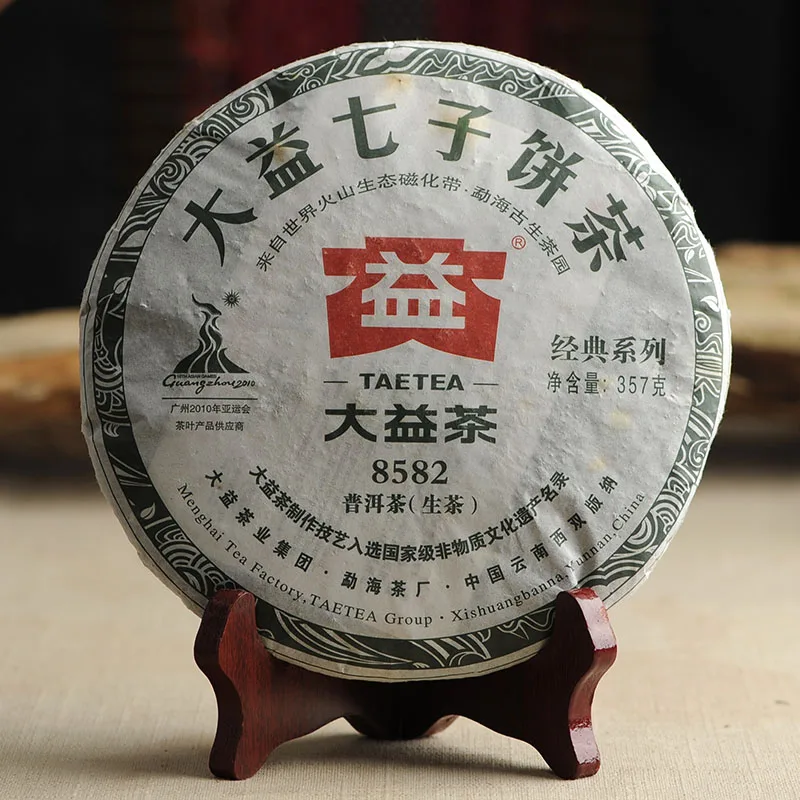 大益七子饼茶
来自世界火山生态磁化带·勐海古生茶园
益
®
TAETEA
大益茶
8582
普洱茶(生茶)
16TH ASIAN GAMES
Guangzhou2010
广州2010年亚运会
茶叶产品供应商
经典系列
净含量: 357克
大益茶制作技艺入选国家级非物质文化遗产名录
大益茶业集团·勐海茶厂·中国云南西双版纳
Menghai Tea Factory, TAETEA Group · Xishuangbanna, Yunnan, China